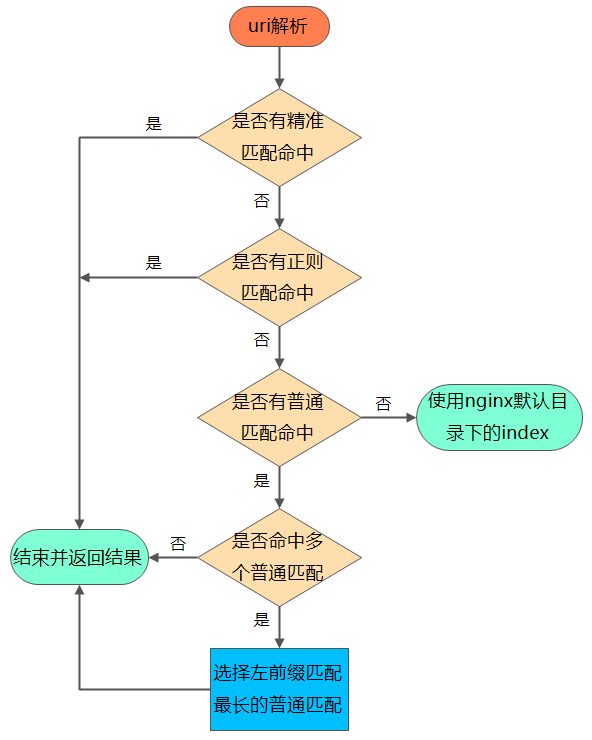 uri解析
是否有精准
匹配命中
是
否
是否有正则
匹配命中
是
否
是否有普通
匹配命中
否
使用nginx默认目
录下的index
是
是否命中多
个普通匹配
否
结束并返回结果
是
选择左前缀匹配
最长的普通匹配